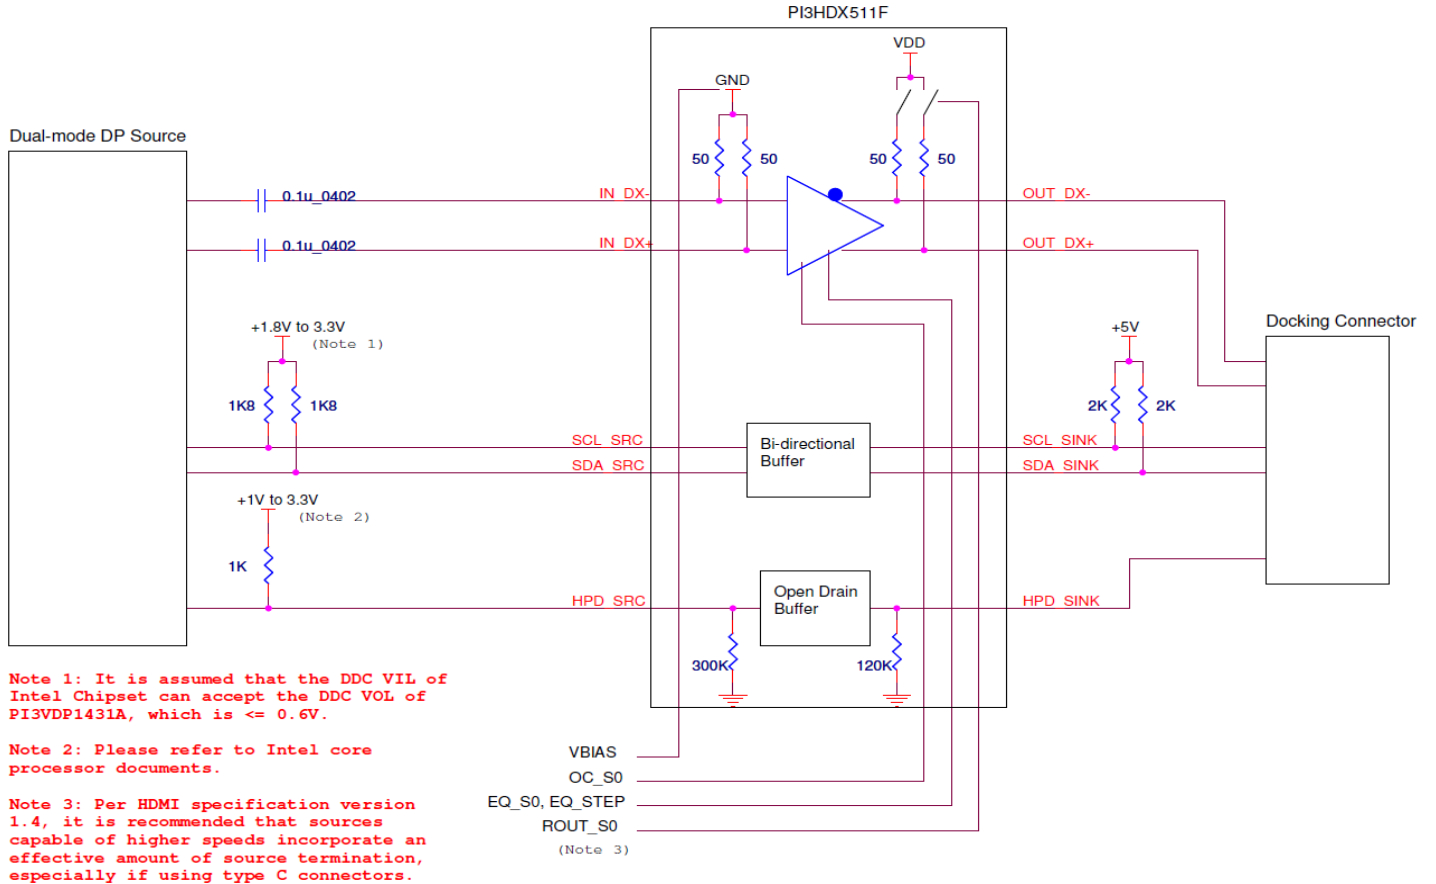 PI3HDX511F
VDD
GND
Dual-mode DP Source
50
50
50
50
0.1u_0402
IN_DX-
OUT_DX-
0.1u_0402
IN_DX+
OUT_DX+
+1.8V to 3.3V
(Note 1)
+5V
Docking Connector
1K8
1K8
2K
2K
SCL_SRC
Bi-directional
Buffer
SCL_SINK
SDA_SRC
SDA_SINK
+1V to 3.3V
(Note 2)
1K
HPD_SRC
Open Drain
Buffer
HPD_SINK
300K
120K
Note 1: It is assumed that the DDC VIL of
Intel Chipset can accept the DDC VOL of
PI3VDP1431A, which is <= 0.6V.
Note 2: Please refer to Intel core
processor documents.
Note 3: Per HDMI specification version
1.4, it is recommended that sources
capable of higher speeds incorporate an
effective amount of source termination,
especially if using type C connectors.
VBIAS
OC_S0
EQ_S0, EQ_STEP
ROUT_S0
(Note 3)